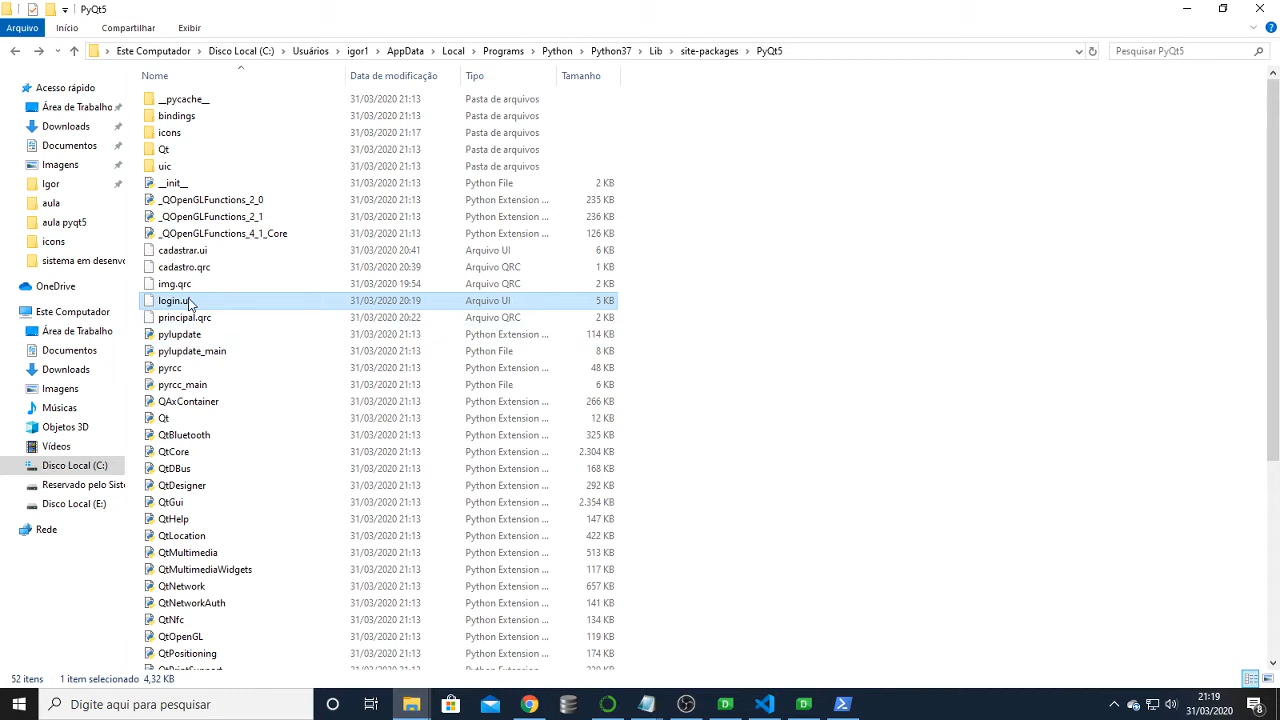 PyQt5
Arquivo Início Compartilhar Exibir
Este Computador Disco Local (C:) Usuários igor1 AppData Local Programs Python Python37 Lib site-packages PyQt5 Pesquisar PyQt5
Nome Data de modificação Tipo Tamanho
Acesso rápido
Área de Trabalho
Downloads
Documentos
Imagens
Igor
aula
aula pyqt5
icons
sistema em desenvo
OneDrive
Este Computador
Área de Trabalho
Documentos
Downloads
Imagens
Músicas
Objetos 3D
Vídeos
Disco Local (C:)
Reservado pelo Siste
Disco Local (E:)
Rede
__pycache__ 31/03/2020 21:13 Pasta de arquivos
bindings 31/03/2020 21:13 Pasta de arquivos
icons 31/03/2020 21:17 Pasta de arquivos
Qt 31/03/2020 21:13 Pasta de arquivos
uic 31/03/2020 21:13 Pasta de arquivos
__init__ 31/03/2020 21:13 Python File 2 KB
_QOpenGLFunctions_2_0 31/03/2020 21:13 Python Extension ... 235 KB
_QOpenGLFunctions_2_1 31/03/2020 21:13 Python Extension ... 236 KB
_QOpenGLFunctions_4_1_Core 31/03/2020 21:13 Python Extension ... 126 KB
cadastrar.ui 31/03/2020 20:41 Arquivo UI 6 KB
cadastro.qrc 31/03/2020 20:39 Arquivo QRC 1 KB
img.qrc 31/03/2020 19:54 Arquivo QRC 2 KB
login.ui 31/03/2020 20:19 Arquivo UI 5 KB
principal.qrc 31/03/2020 20:22 Arquivo QRC 2 KB
pylupdate 31/03/2020 21:13 Python Extension ... 114 KB
pylupdate_main 31/03/2020 21:13 Python File 8 KB
pyrcc 31/03/2020 21:13 Python Extension ... 48 KB
pyrcc_main 31/03/2020 21:13 Python File 6 KB
QAxContainer 31/03/2020 21:13 Python Extension ... 266 KB
Qt 31/03/2020 21:13 Python Extension ... 12 KB
QtBluetooth 31/03/2020 21:13 Python Extension ... 325 KB
QtCore 31/03/2020 21:13 Python Extension ... 2.304 KB
QtDBus 31/03/2020 21:13 Python Extension ... 168 KB
QtDesigner 31/03/2020 21:13 Python Extension ... 292 KB
QtGui 31/03/2020 21:13 Python Extension ... 2.354 KB
QtHelp 31/03/2020 21:13 Python Extension ... 147 KB
QtLocation 31/03/2020 21:13 Python Extension ... 422 KB
QtMultimedia 31/03/2020 21:13 Python Extension ... 513 KB
QtMultimediaWidgets 31/03/2020 21:13 Python Extension ... 117 KB
QtNetwork 31/03/2020 21:13 Python Extension ... 657 KB
QtNetworkAuth 31/03/2020 21:13 Python Extension ... 141 KB
QtNfc 31/03/2020 21:13 Python Extension ... 134 KB
QtOpenGL 31/03/2020 21:13 Python Extension ... 119 KB
QtPositioning 31/03/2020 21:13 Python Extension ... 174 KB
52 itens 1 item selecionado 4,32 KB
Digite aqui para pesquisar
21:19
31/03/2020